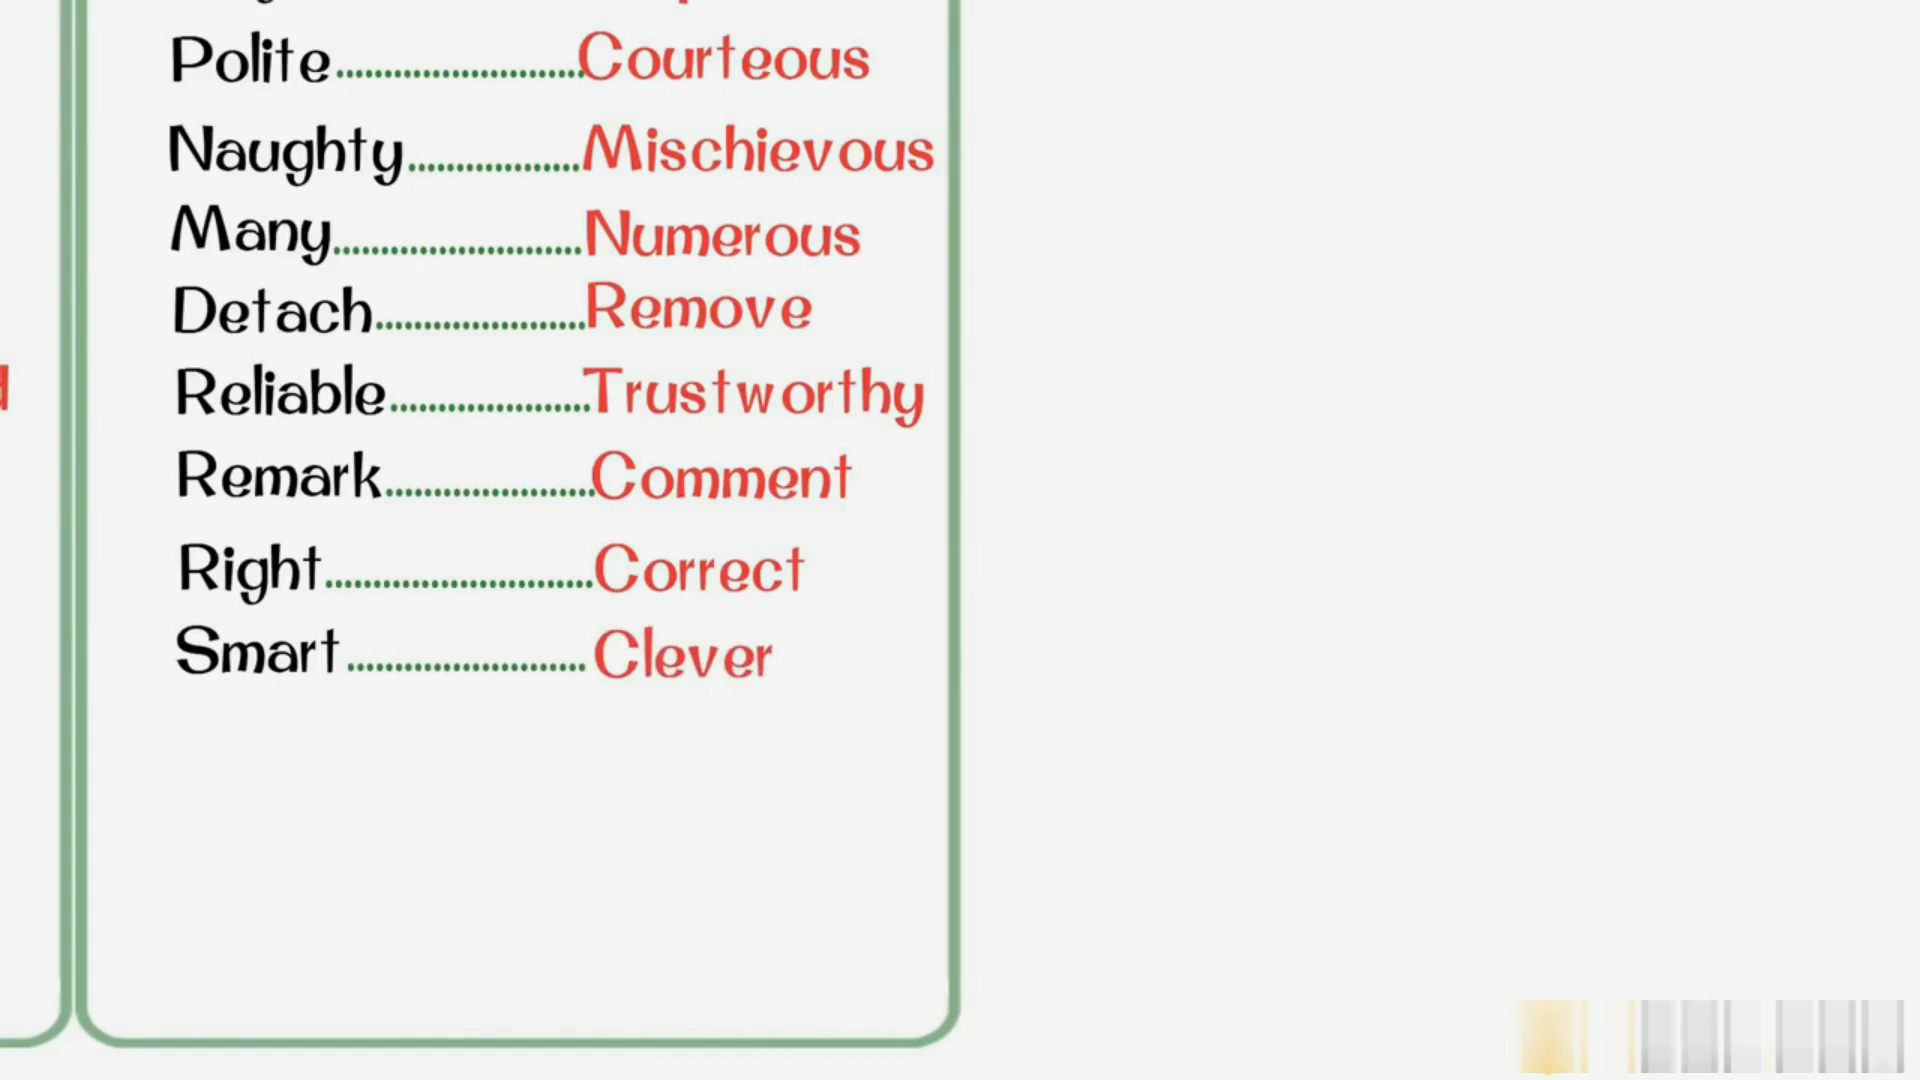 Polite........................Courteous
Naughty.................Mischievous
Many.........................Numerous
Detach.....................Remove
Reliable....................Trustworthy
Remark.....................Comment
Right...........................Correct
Smart........................Clever